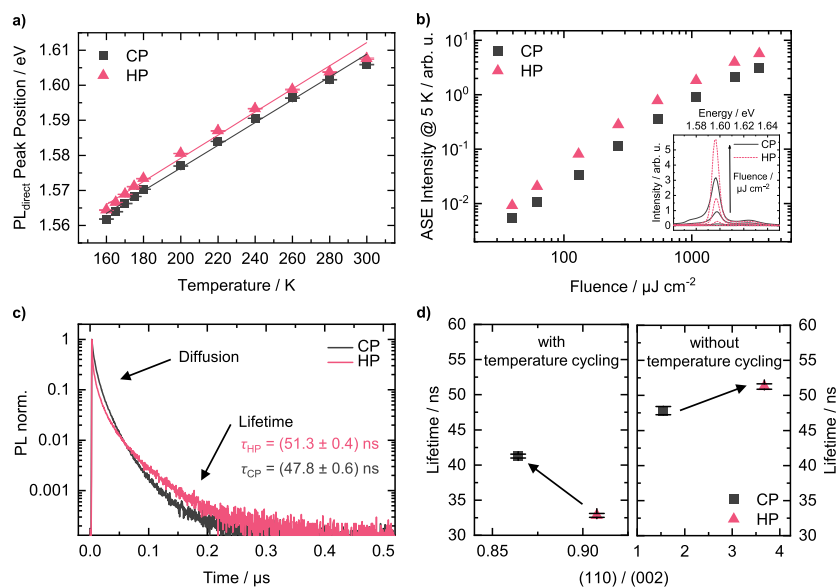 a)
PL_direct Peak Position / eV
1.61
1.60
1.59
1.58
1.57
1.56
CP
HP
160 180 200 220 240 260 280 300
Temperature / K
b)
ASE Intensity @ 5 K / arb. u.
10^1
10^0
10^-1
10^-2
CP
HP
100 1000
Fluence / µJ cm^-2
Energy / eV
1.58 1.60 1.62 1.64
Intensity / arb. u.
5
4
3
2
1
0
CP
HP
Fluence /
µJ cm^-2
c)
PL norm.
1
0.1
0.01
0.001
Diffusion
CP
HP
Lifetime
τ_HP = (51.3 ± 0.4) ns
τ_CP = (47.8 ± 0.6) ns
0.0 0.1 0.2 0.3 0.4 0.5
Time / µs
d)
Lifetime / ns
60
55
50
45
40
35
30
with
temperature cycling
0.85 0.90
without
temperature cycling
CP
HP
1 2 3 4
60
55
50
45
40
35
30
Lifetime / ns
(110) / (002)